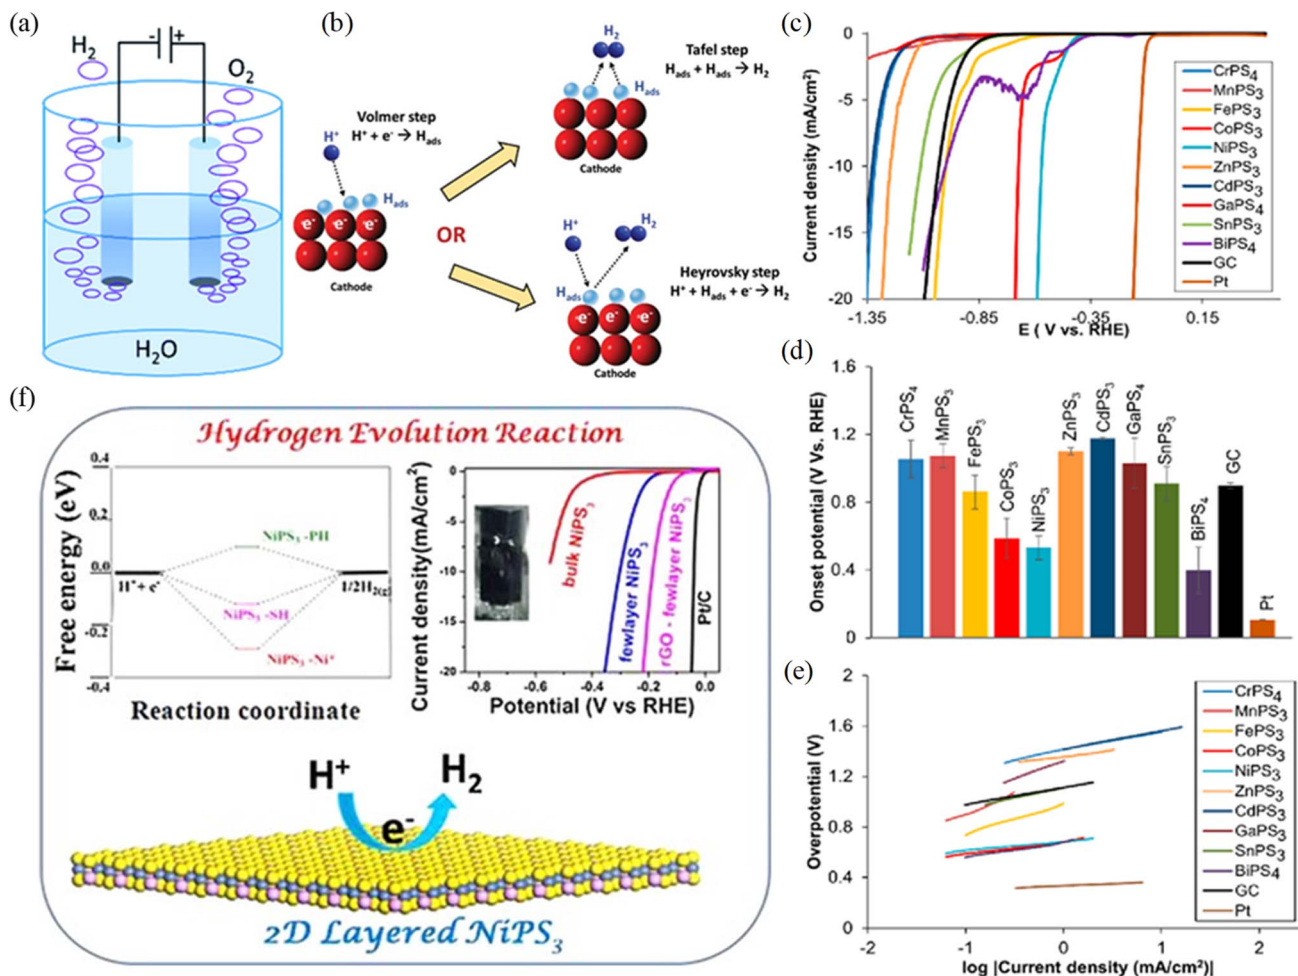 (a)
H2
- +
O2
H2O
(b)
Volmer step
H⁺ + e⁻ → Hads
H⁺
Hads
e⁻ e⁻ e⁻
Cathode
OR
H2
Tafel step
Hads + Hads → H2
Hads
Cathode
H⁺
H2
Heyrovsky step
H⁺ + Hads + e⁻ → H2
Hads
e⁻ e⁻ e⁻
Cathode
(c)
Current density (mA/cm²)
0
-5
-10
-15
-20
-1.35 -0.85 -0.35 0.15
E ( V vs. RHE)
CrPS4
MnPS3
FePS3
CoPS3
NiPS3
ZnPS3
CdPS3
GaPS4
SnPS3
BiPS4
GC
Pt
(d)
Onset potential (V Vs. RHE)
1.6
1.2
0.8
0.4
0
CrPS4
MnPS3
FePS3
CoPS3
NiPS3
ZnPS3
CdPS3
GaPS4
SnPS3
BiPS4
GC
Pt
(e)
Overpotential (V)
2
1.6
1.2
0.8
0.4
0
-2 -1 0 1 2
log |Current density (mA/cm²)|
CrPS4
MnPS3
FePS3
CoPS3
NiPS3
ZnPS3
CdPS3
GaPS3
SnPS3
BiPS4
GC
Pt
(f)
Hydrogen Evolution Reaction
Free energy (eV)
0.4
0.2
0.0
-0.2
-0.4
H⁺+ e⁻
1/2H2(g)
NiPS3 -PH
NiPS3 -SH
NiPS3 -Ni*
Reaction coordinate
Current density(mA/cm²)
0
-5
-10
-15
-20
bulk NiPS3
fewlayer NiPS3
rGO - fewlayer NiPS3
Pt/C
-0.8 -0.6 -0.4 -0.2 0.0
Potential (V vs RHE)
H⁺
H2
e⁻
2D Layered NiPS3